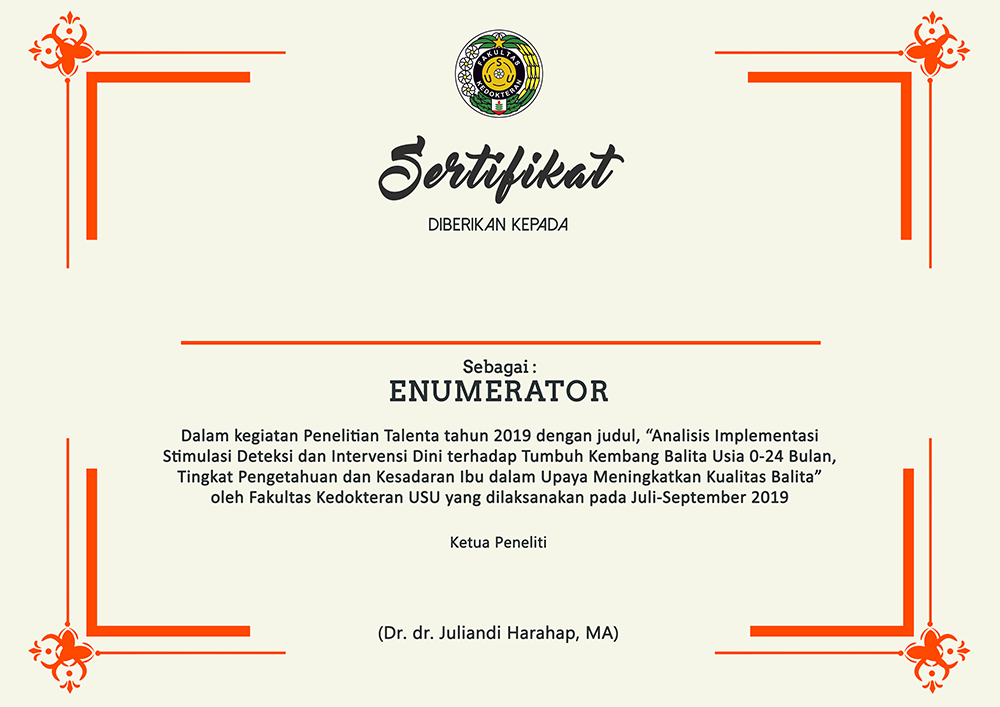 FAKULTAS
USU
KEDOKTERAN
Sertifikat
DIBERIKAN KEPADA
Sebagai :
ENUMERATOR
Dalam kegiatan Penelitian Talenta tahun 2019 dengan judul, “Analisis Implementasi
Stimulasi Deteksi dan Intervensi Dini terhadap Tumbuh Kembang Balita Usia 0-24 Bulan,
Tingkat Pengetahuan dan Kesadaran Ibu dalam Upaya Meningkatkan Kualitas Balita”
oleh Fakultas Kedokteran USU yang dilaksanakan pada Juli-September 2019
Ketua Peneliti
(Dr. dr. Juliandi Harahap, MA)